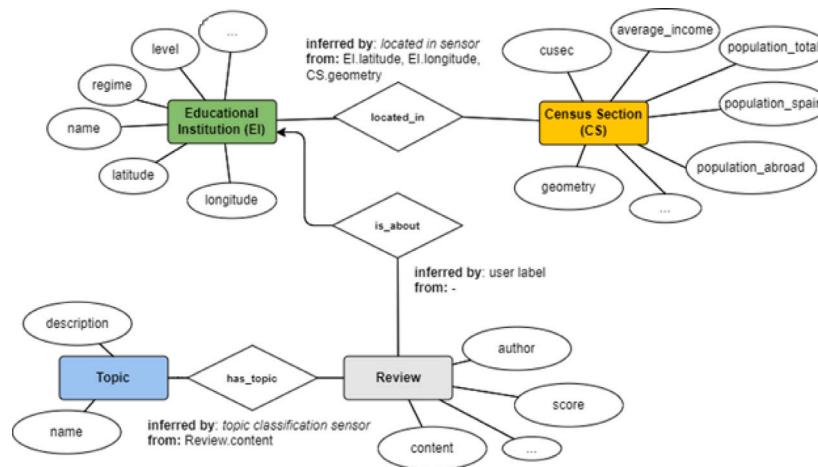 ...
level
regime
name
latitude
longitude
Educational
Institution (EI)
inferred by: located in sensor
from: EI.latitude, EI.longitude,
CS.geometry
located_in
average_income
cusec
population_total
population_spain
population_abroad
Census Section
(CS)
geometry
...
is_about
inferred by: user label
from: -
description
Topic
name
has_topic
inferred by: topic classification sensor
from: Review.content
Review
author
score
content
...